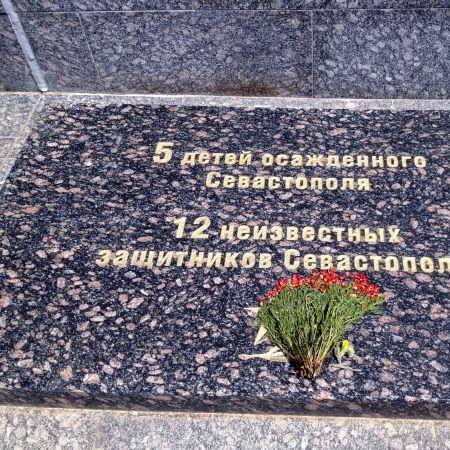 5 детей осажденного
Севастополя
12 неизвестных
защитников Севастопол